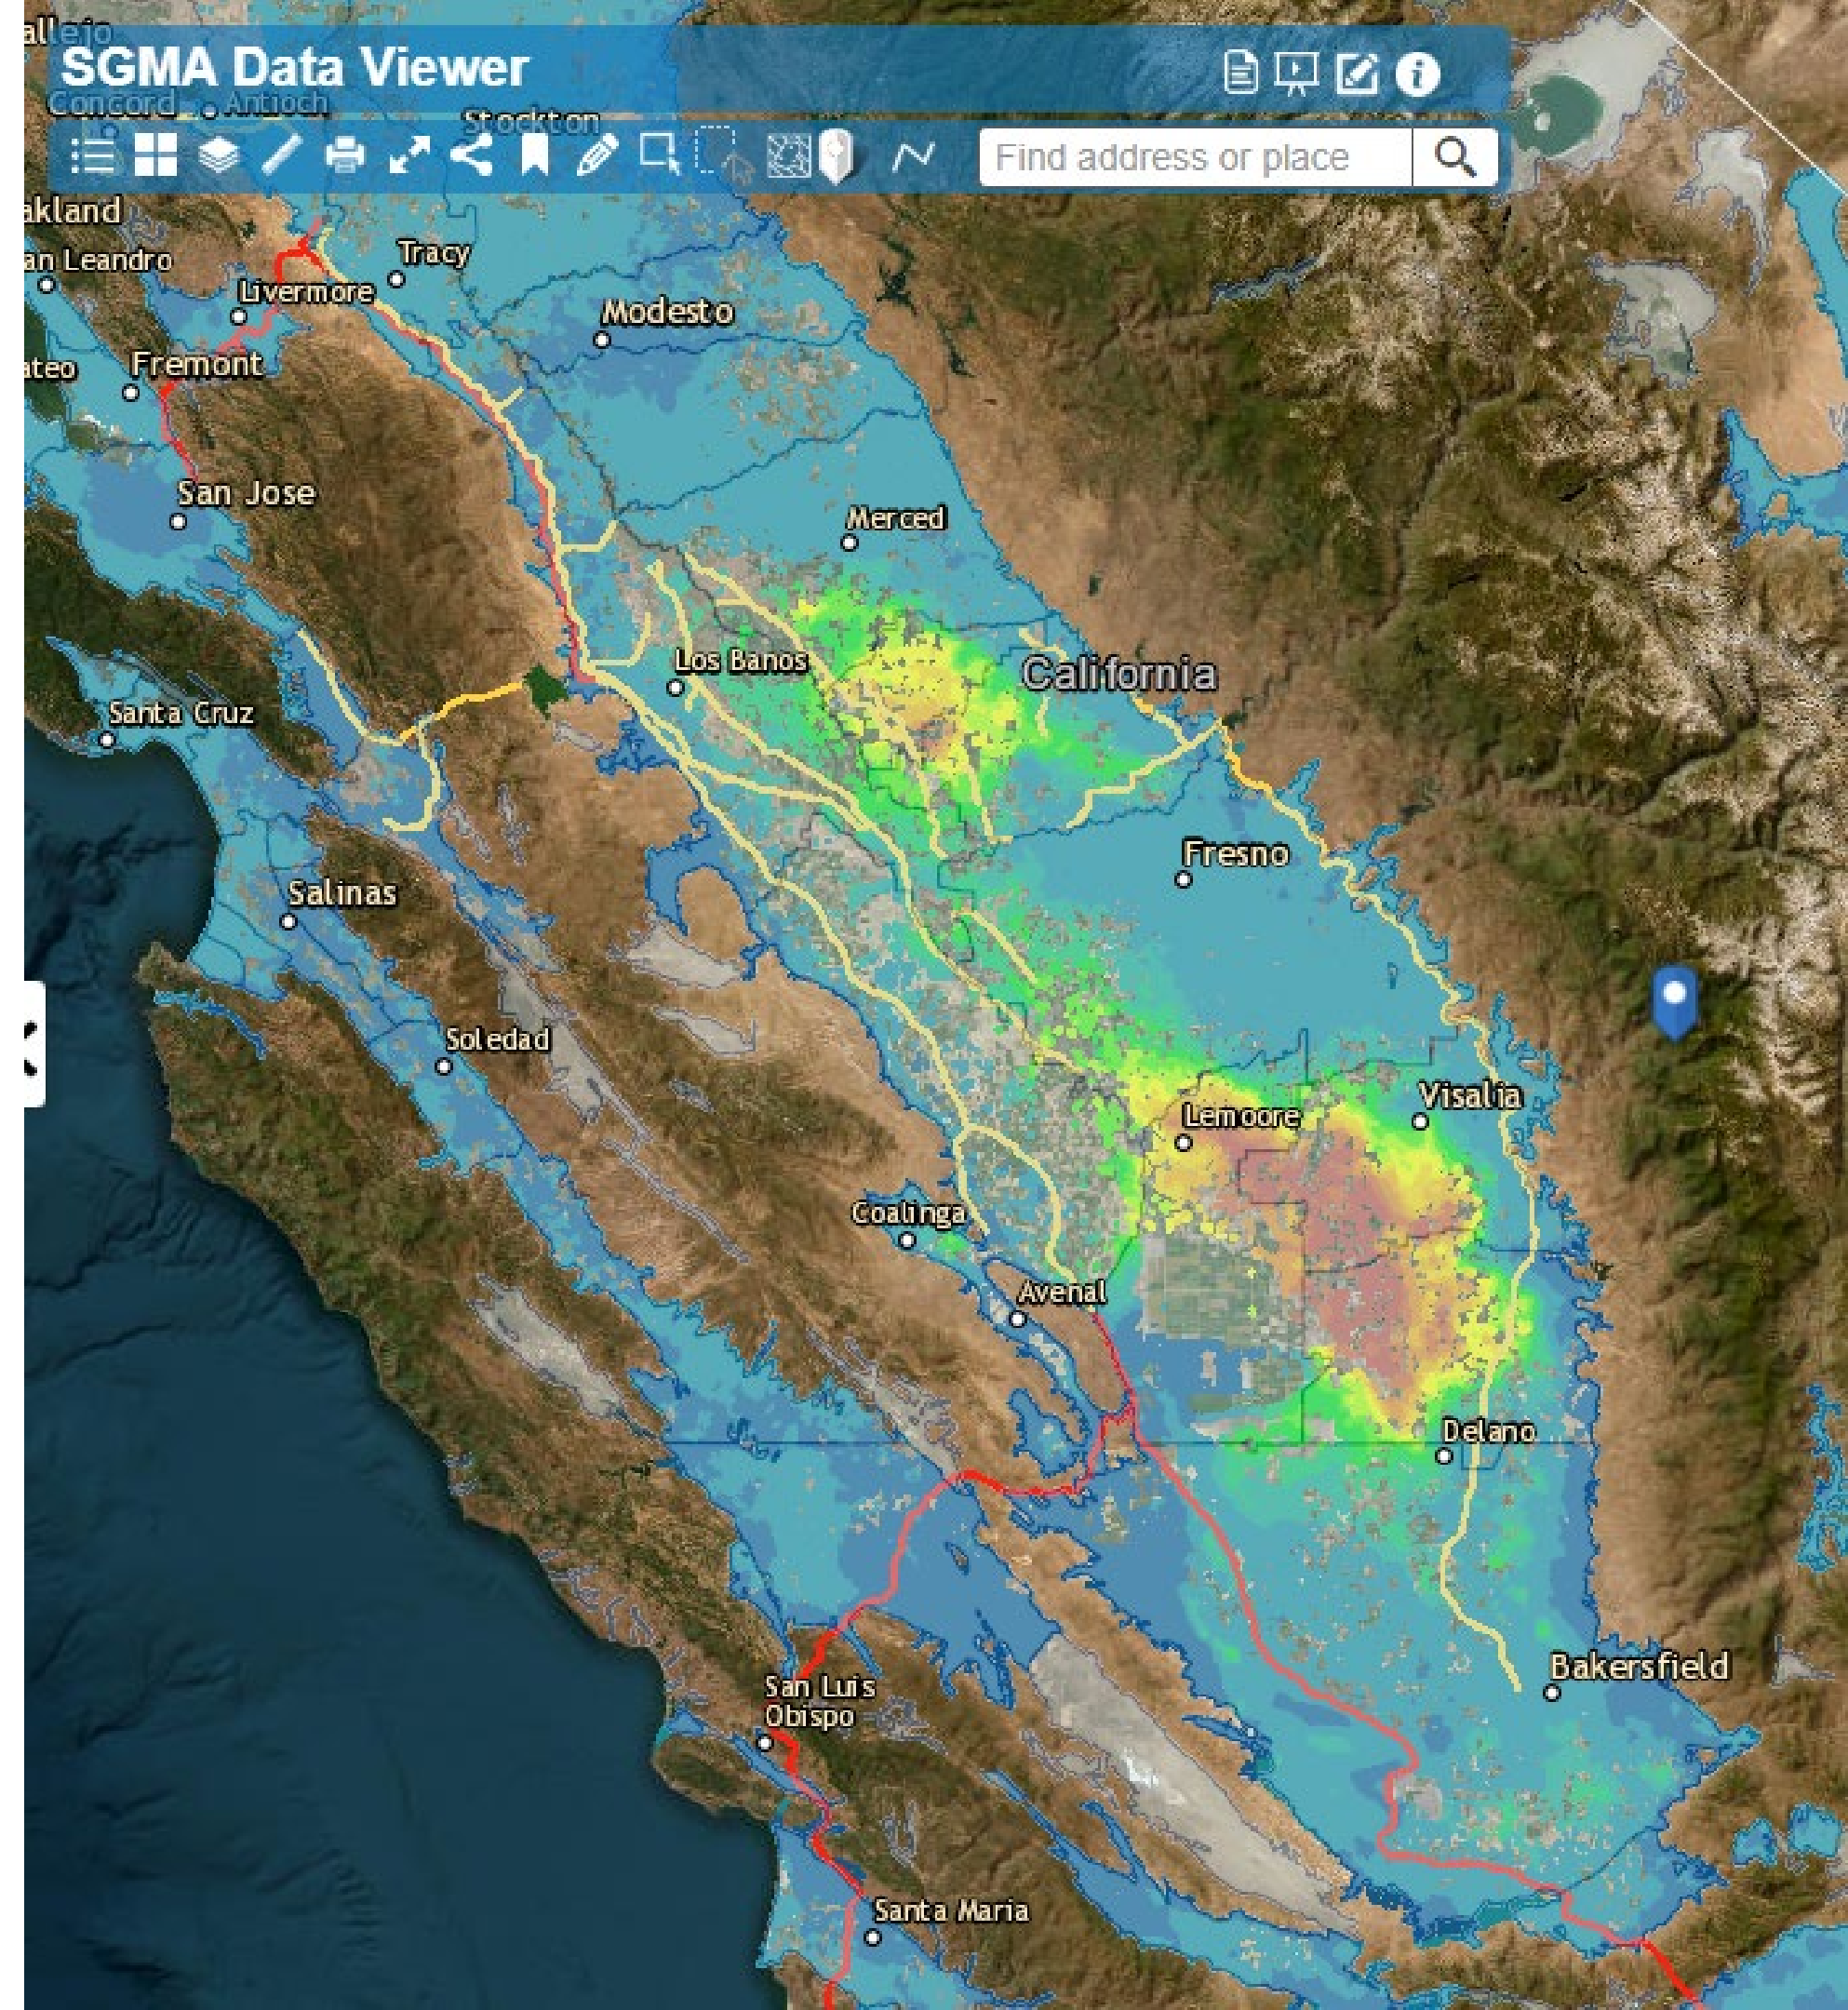 allejo
SGMA Data Viewer
Concord
Antioch
Stockton
Find address or place
akland
Tracy
an Leandro
Livermore
Modesto
Fremont
ateo
San Jose
Merced
Los Banos
California
Santa Cruz
Fresno
Salinas
Soledad
Visalia
Lemoore
Coalinga
Avenal
Delano
Bakersfield
San Luis
Obispo
Santa Maria